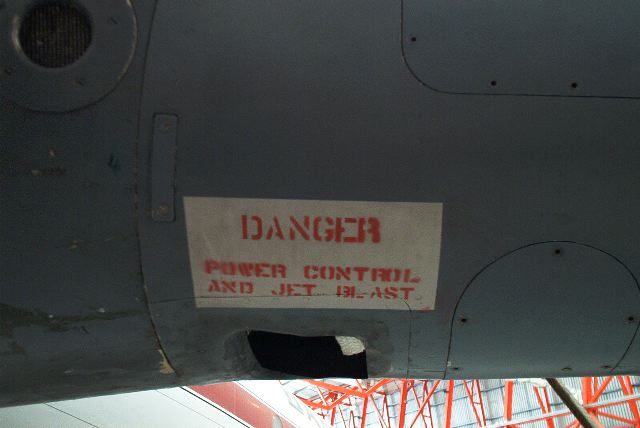 DANGER
POWER CONTROL
AND JET BLAST